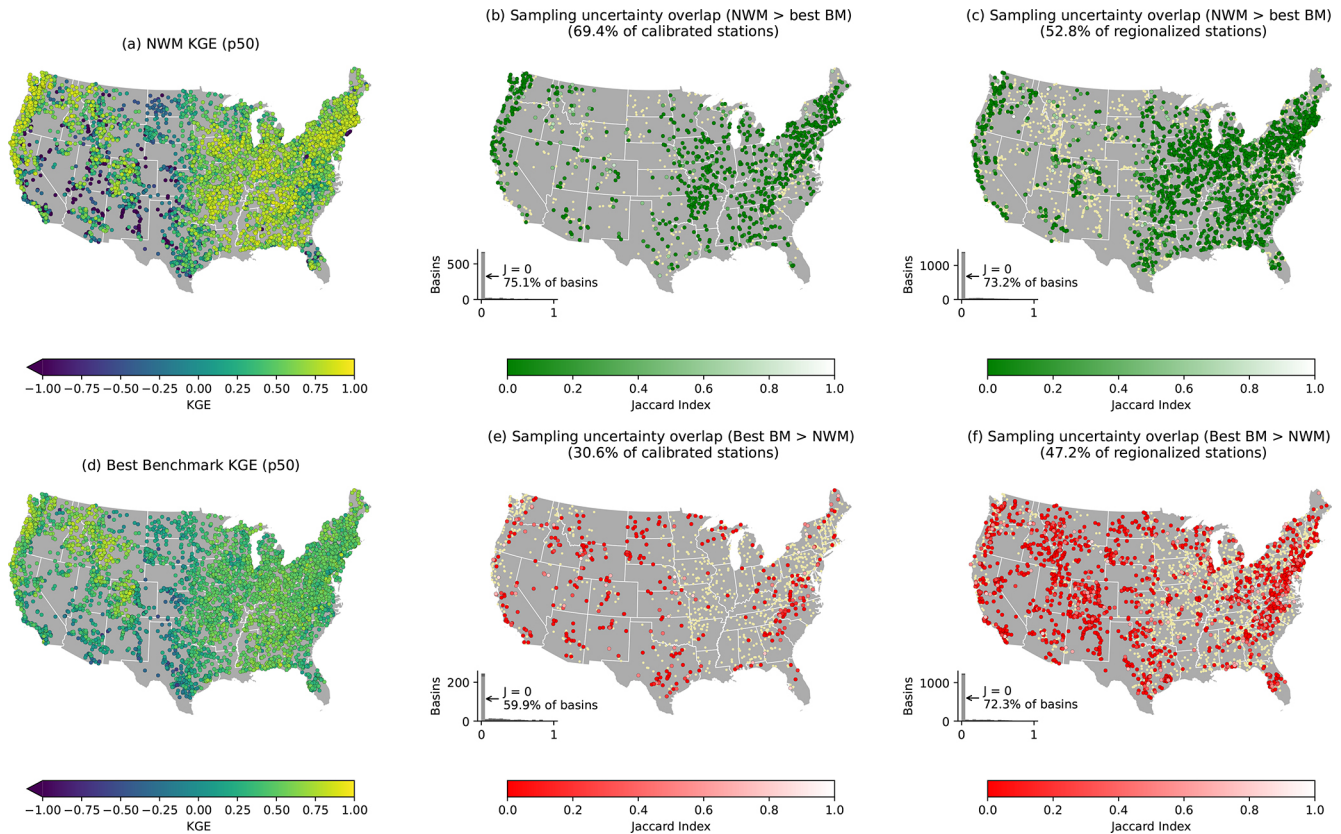 (a) NWM KGE (p50)
−1.00 −0.75 −0.50 −0.25 0.00 0.25 0.50 0.75 1.00
KGE
(b) Sampling uncertainty overlap (NWM > best BM)
(69.4% of calibrated stations)
500
0
Basins
J = 0
75.1% of basins
0 1
0.0 0.2 0.4 0.6 0.8 1.0
Jaccard Index
(c) Sampling uncertainty overlap (NWM > best BM)
(52.8% of regionalized stations)
1000
0
Basins
J = 0
73.2% of basins
0 1
0.0 0.2 0.4 0.6 0.8 1.0
Jaccard Index
(d) Best Benchmark KGE (p50)
−1.00 −0.75 −0.50 −0.25 0.00 0.25 0.50 0.75 1.00
KGE
(e) Sampling uncertainty overlap (Best BM > NWM)
(30.6% of calibrated stations)
200
0
Basins
J = 0
59.9% of basins
0 1
0.0 0.2 0.4 0.6 0.8 1.0
Jaccard Index
(f) Sampling uncertainty overlap (Best BM > NWM)
(47.2% of regionalized stations)
1000
0
Basins
J = 0
72.3% of basins
0 1
0.0 0.2 0.4 0.6 0.8 1.0
Jaccard Index